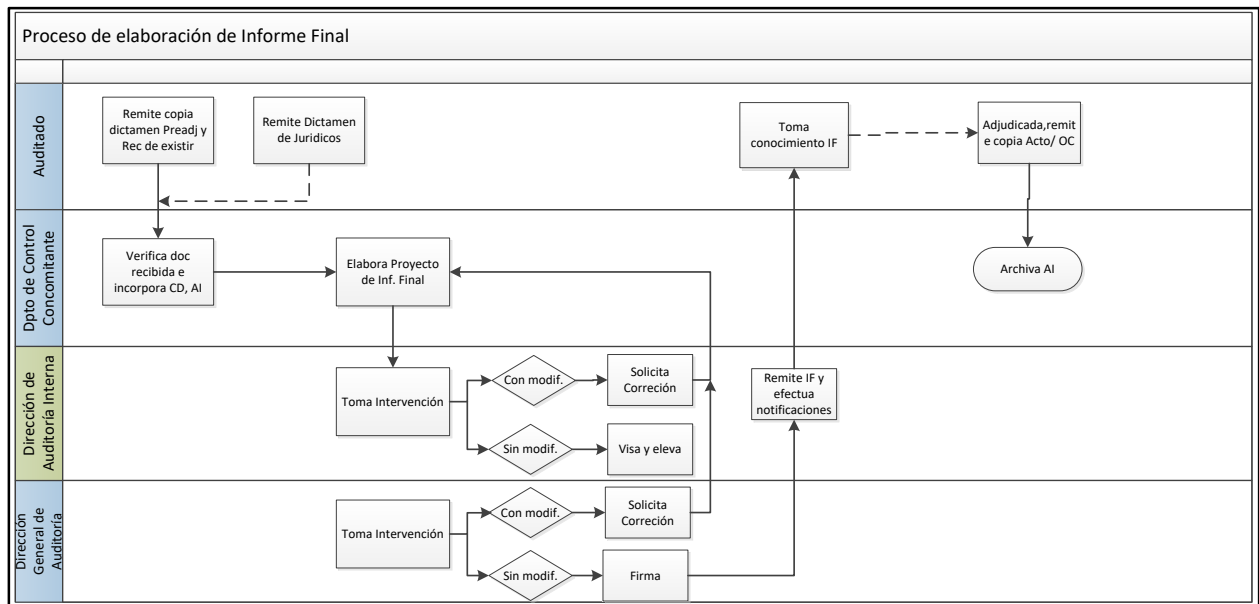 Proceso de elaboración de Informe Final
Auditado
Remite copia
dictamen Preadj y
Rec de existir
Remite Dictamen
de Juridicos
Toma
conocimiento IF
Adjudicada,remit
e copia Acto/ OC
Dpto de Control
Concomitante
Verifica doc
recibida e
incorpora CD, AI
Elabora Proyecto
de Inf. Final
Archiva AI
Dirección de
Auditoría Interna
Toma Intervención
Con modif.
Solicita
Correción
Sin modif.
Visa y eleva
Remite IF y
efectua
notificaciones
Dirección
General de
Auditoría
Toma Intervención
Con modif.
Solicita
Correción
Sin modif.
Firma